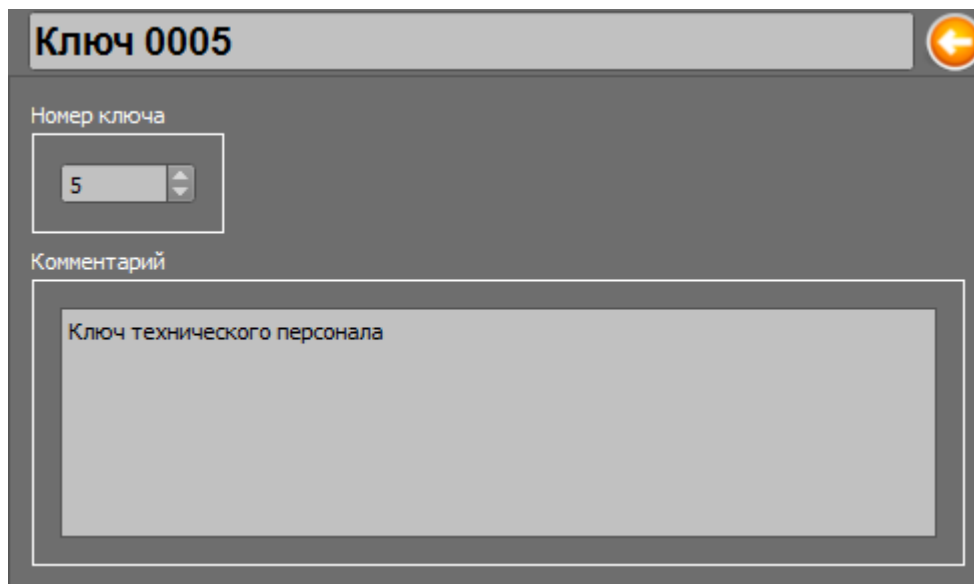 Ключ 0005
Номер ключа
5
Комментарий
Ключ технического персонала